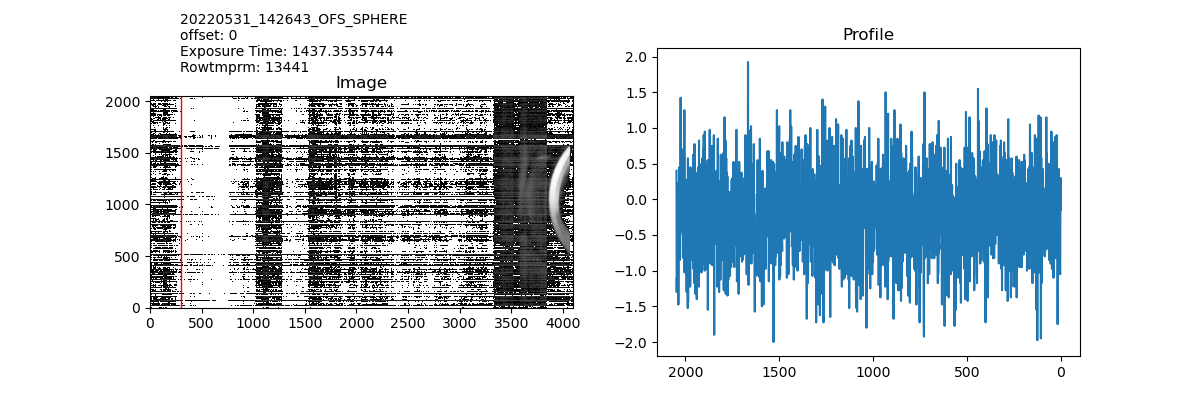 20220531_142643_OFS_SPHERE
offset: 0
Exposure Time: 1437.3535744
Rowtmprm: 13441
Image
2000
1500
1000
500
0
0 500 1000 1500 2000 2500 3000 3500 4000
Profile
2.0
1.5
1.0
0.5
0.0
−0.5
−1.0
−1.5
−2.0
2000 1500 1000 500 0